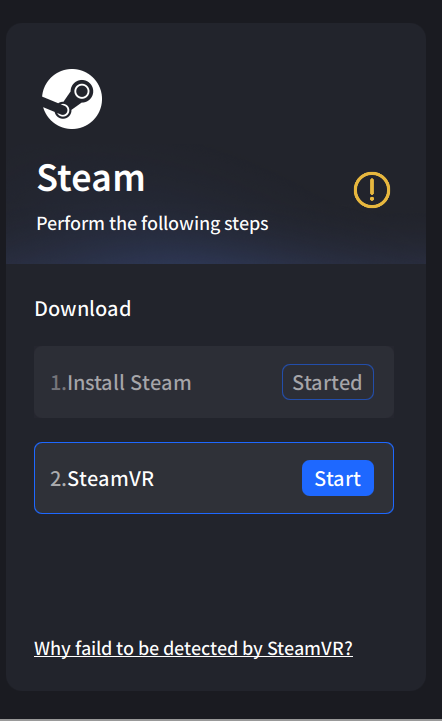 Steam
Perform the following steps
Download
1.Install Steam
Started
2.SteamVR
Start
Why faild to be detected by SteamVR?